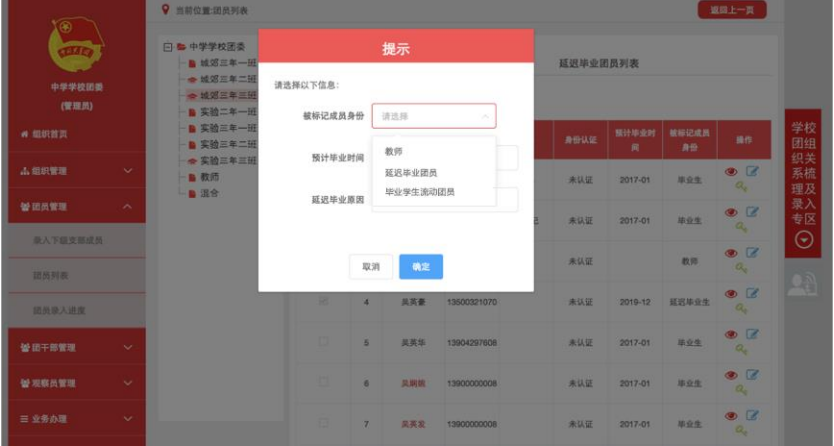 当前位置:团员列表
返回上一页
中学学校团委
(管理员)
组织首页
组织管理
团员管理
录入下级支部成员
团员列表
团员录入进度
团干部管理
观察员管理
业务办理
中学学校团委
城郊三年一班
城郊三年二班
城郊三年三班
实验二年一班
实验三年一班
实验三年二班
实验三年三班
教师
混合
提示
请选择以下信息:
被标记成员身份
请选择
预计毕业时间
延迟毕业原因
教师
延迟毕业团员
毕业学生流动团员
取消
确定
延迟毕业团员列表
身份认证 预计毕业时间 被标记成员身份 操作
未认证 2017-01 毕业生
未认证 2017-01 毕业生
未认证 教师
4 吴英豪 13500321070 未认证 2019-12 延迟毕业生
5 吴英华 13904297608 未认证 2017-01 毕业生
6 13900000008 未认证 2017-01 毕业生
7 吴英发 13900000008 未认证 2017-01 毕业生
学校
团组
织关
系梳
理及
录入
专区